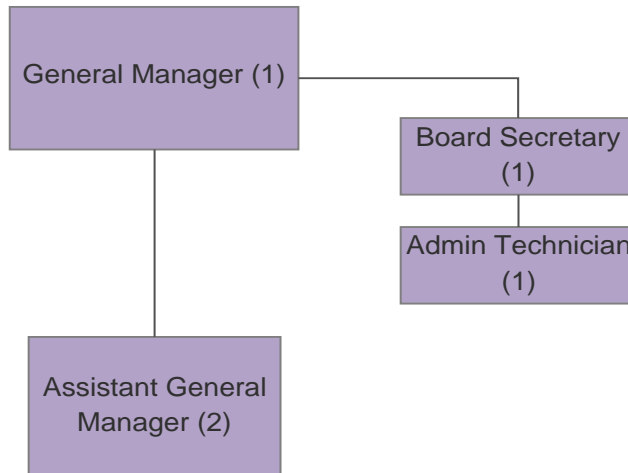 General Manager (1)
Board Secretary
(1)
Admin Technician
(1)
Assistant General
Manager (2)